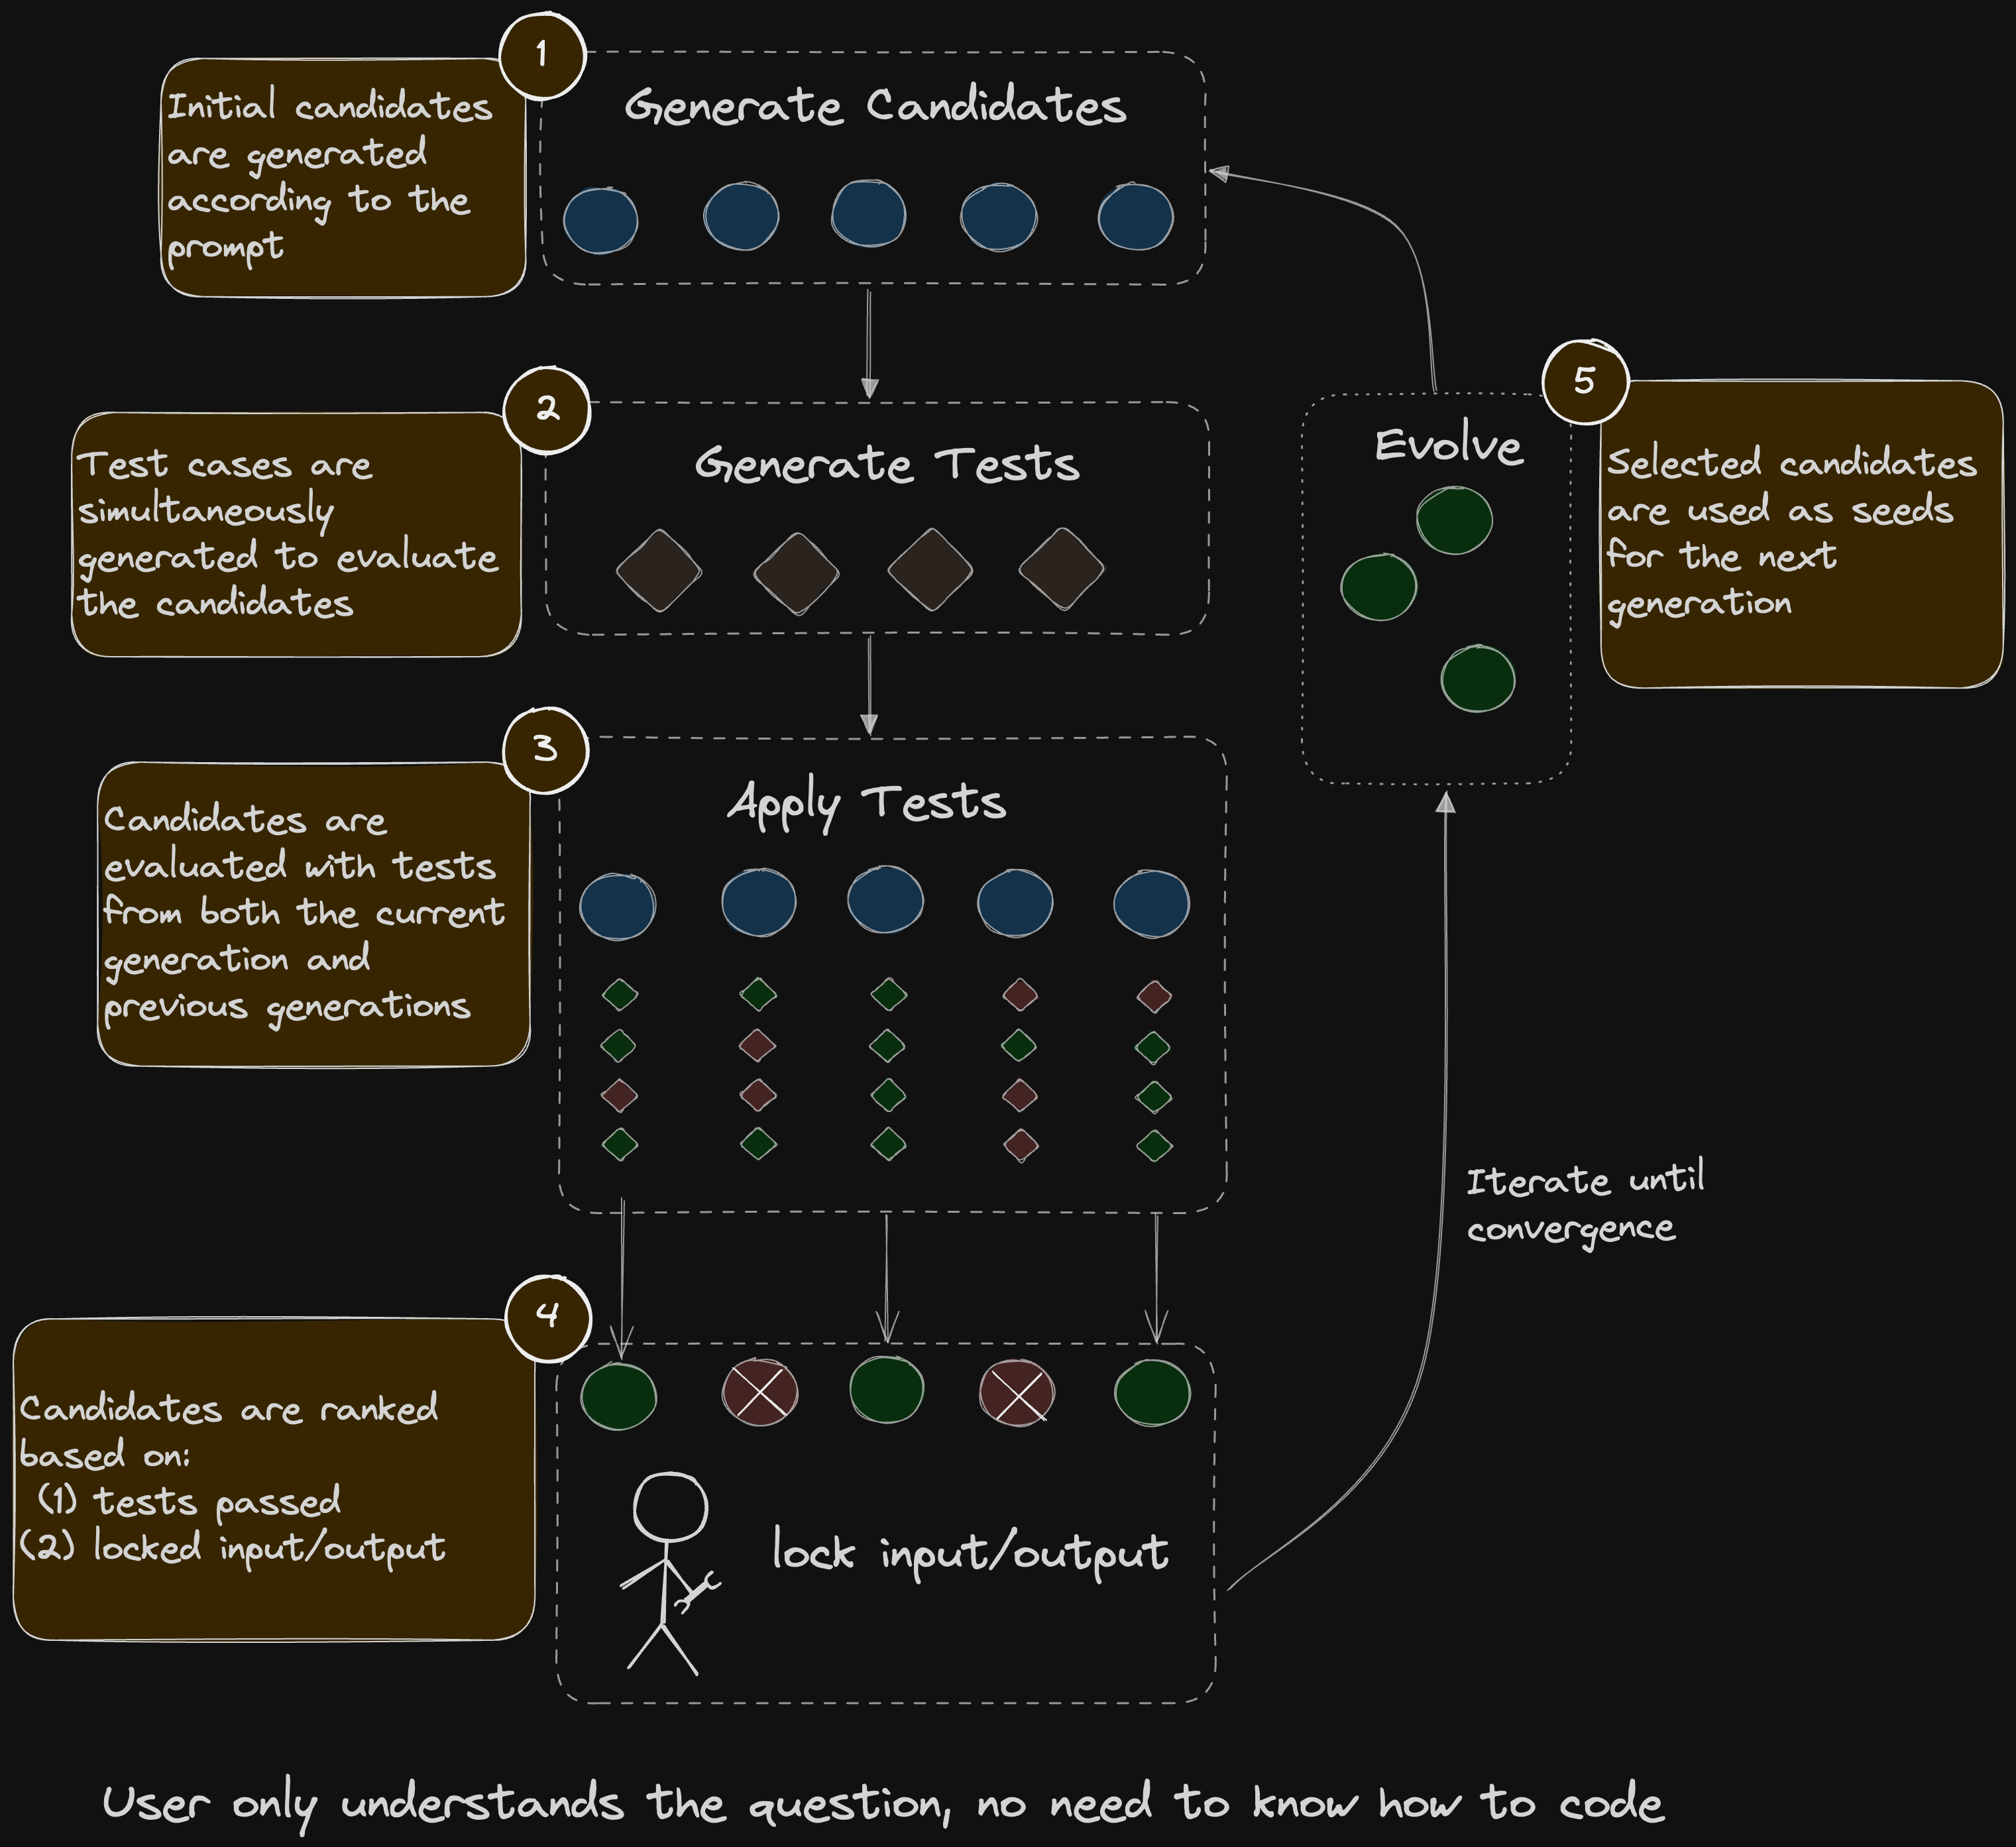 1
Generate Candidates
Initial candidates
are generated
according to the
prompt
2
Generate Tests
Test cases are
simultaneously
generated to evaluate
the candidates
5
Evolve
Selected candidates
are used as seeds
for the next
generation
3
Apply Tests
Candidates are
evaluated with tests
from both the current
generation and
previous generations
Iterate until
convergence
4
Candidates are ranked
based on:
(1) tests passed
(2) locked input/output
lock input/output
User only understands the question, no need to know how to code